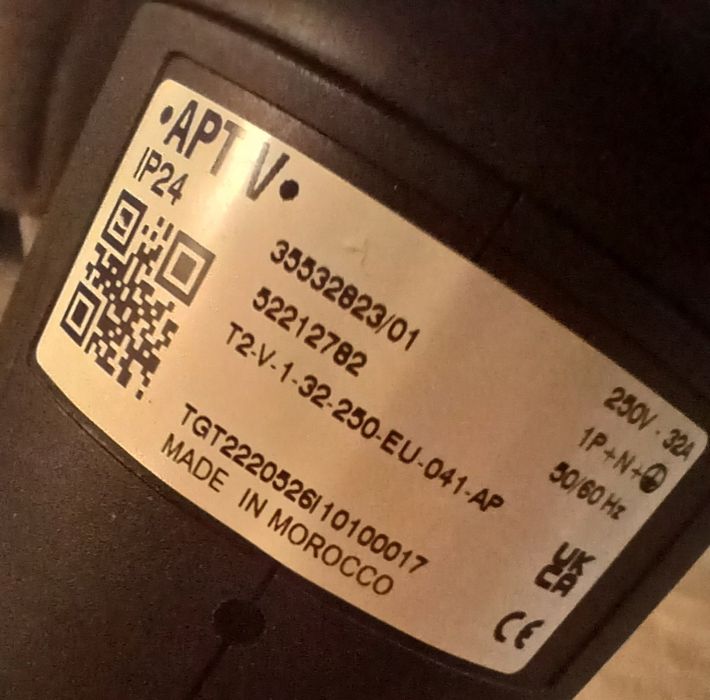 •APTIV•
IP24
35532823/01
52212782
T2-V-1-32-250-EU-041-AP
TGT2220526I10100017
MADE IN MOROCCO
250V - 32A
1P+N+⏚
50/60 Hz
UK
CA
CE